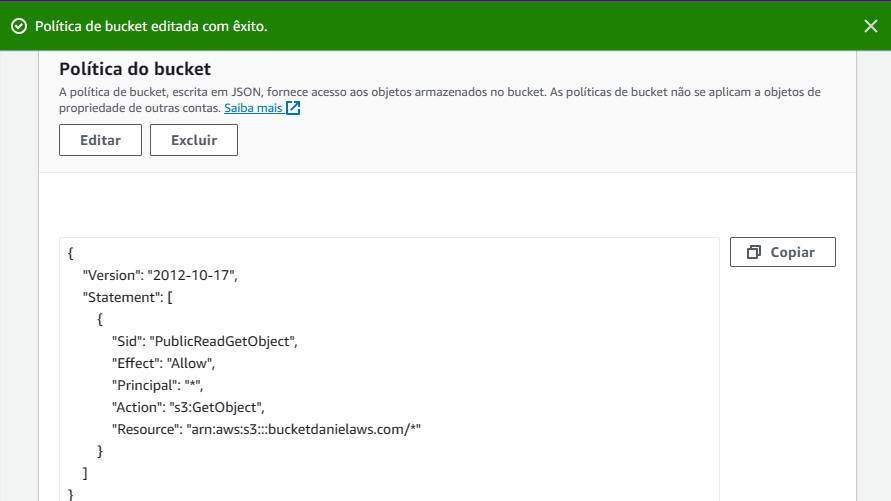 Política de bucket editada com êxito.
Política do bucket
A política de bucket, escrita em JSON, fornece acesso aos objetos armazenados no bucket. As políticas de bucket não se aplicam a objetos de
propriedade de outras contas. Saiba mais
Editar Excluir
Copiar
{
"Version": "2012-10-17",
"Statement": [
{
"Sid": "PublicReadGetObject",
"Effect": "Allow",
"Principal": "*",
"Action": "s3:GetObject",
"Resource": "arn:aws:s3:::bucketdanielaws.com/*"
}
]
}